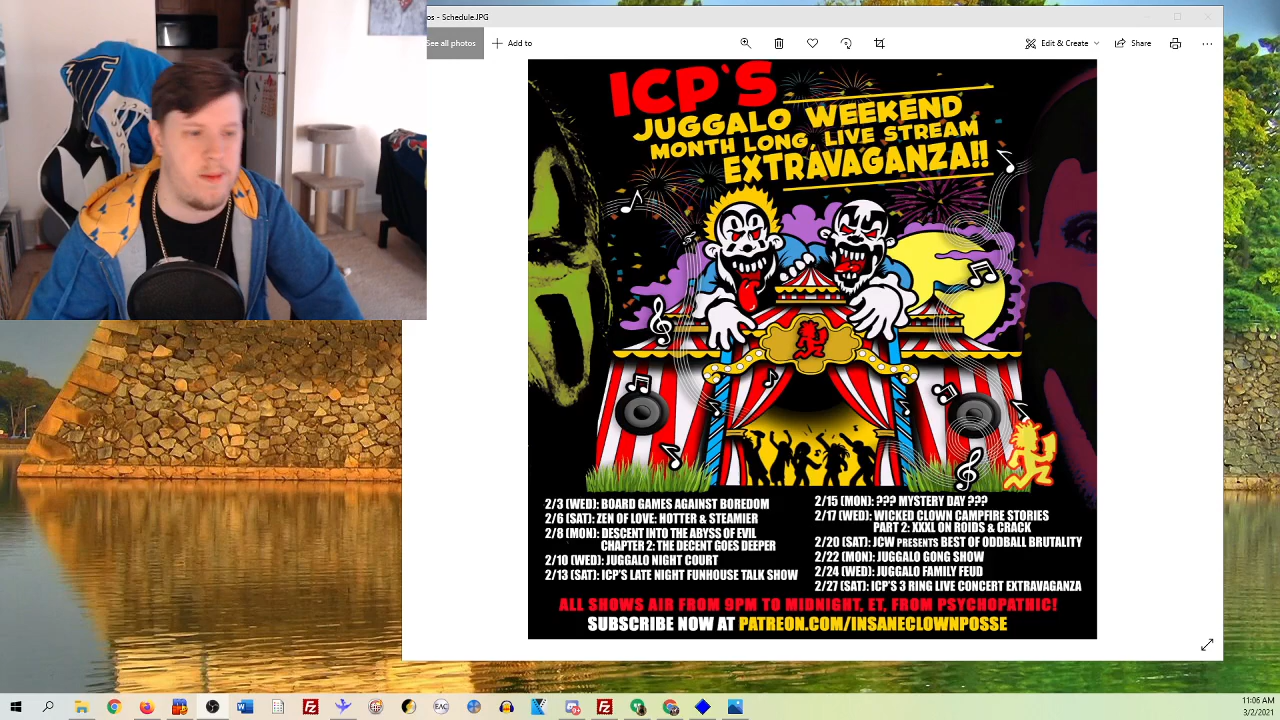 os - Schedule.JPG
See all photos
Add to
Edit & Create
Share
ICP'S
JUGGALO WEEKEND
MONTH LONG, LIVE STREAM
EXTRAVAGANZA!!
2/3 (WED): BOARD GAMES AGAINST BOREDOM
2/6 (SAT): ZEN OF LOVE: HOTTER & STEAMIER
2/8 (MON): DESCENT INTO THE ABYSS OF EVIL
CHAPTER 2: THE DECENT GOES DEEPER
2/10 (WED): JUGGALO NIGHT COURT
2/13 (SAT): ICP'S LATE NIGHT FUNHOUSE TALK SHOW
2/15 (MON): ??? MYSTERY DAY ???
2/17 (WED): WICKED CLOWN CAMPFIRE STORIES
PART 2: XXXL ON ROIDS & CRACK
2/20 (SAT): JCW PRESENTS BEST OF ODDBALL BRUTALITY
2/22 (MON): JUGGALO GONG SHOW
2/24 (WED): JUGGALO FAMILY FEUD
2/27 (SAT): ICP'S 3 RING LIVE CONCERT EXTRAVAGANZA
ALL SHOWS AIR FROM 9PM TO MIDNIGHT, ET, FROM PSYCHOPATHIC!
SUBSCRIBE NOW AT PATREON.COM/INSANECLOWNPOSSE
EAC
11:05 AM
3/2/2021